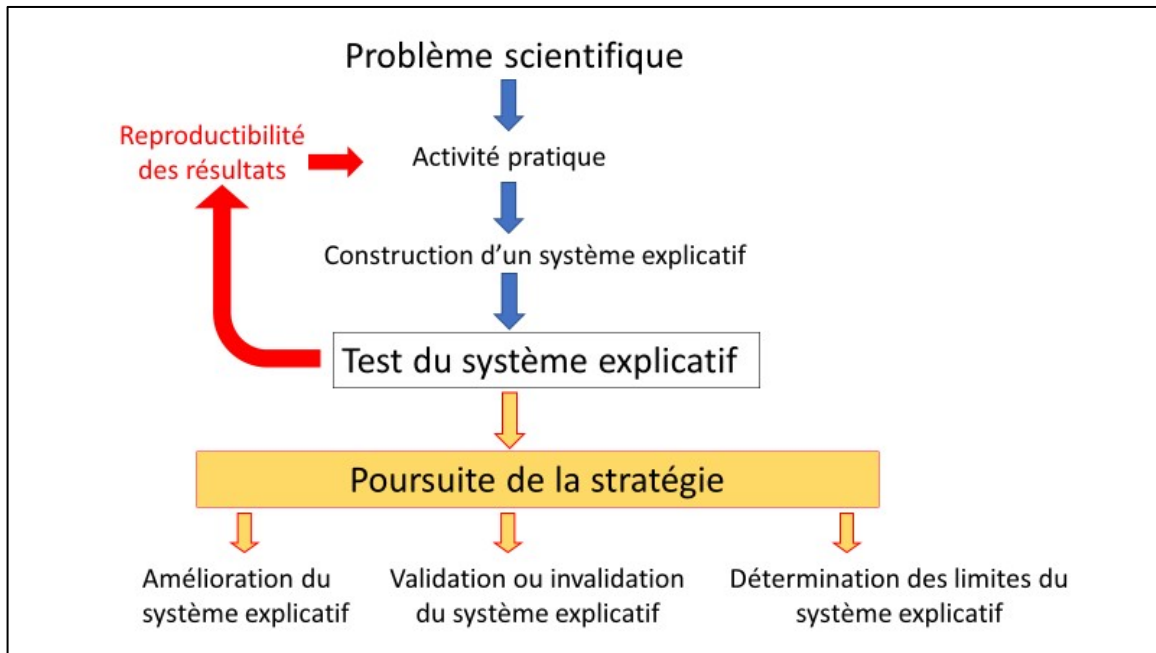 Problème scientifique
Reproductibilité
des résultats
Activité pratique
Construction d’un système explicatif
Test du système explicatif
Poursuite de la stratégie
Amélioration du
système explicatif
Validation ou invalidation
du système explicatif
Détermination des limites du
système explicatif